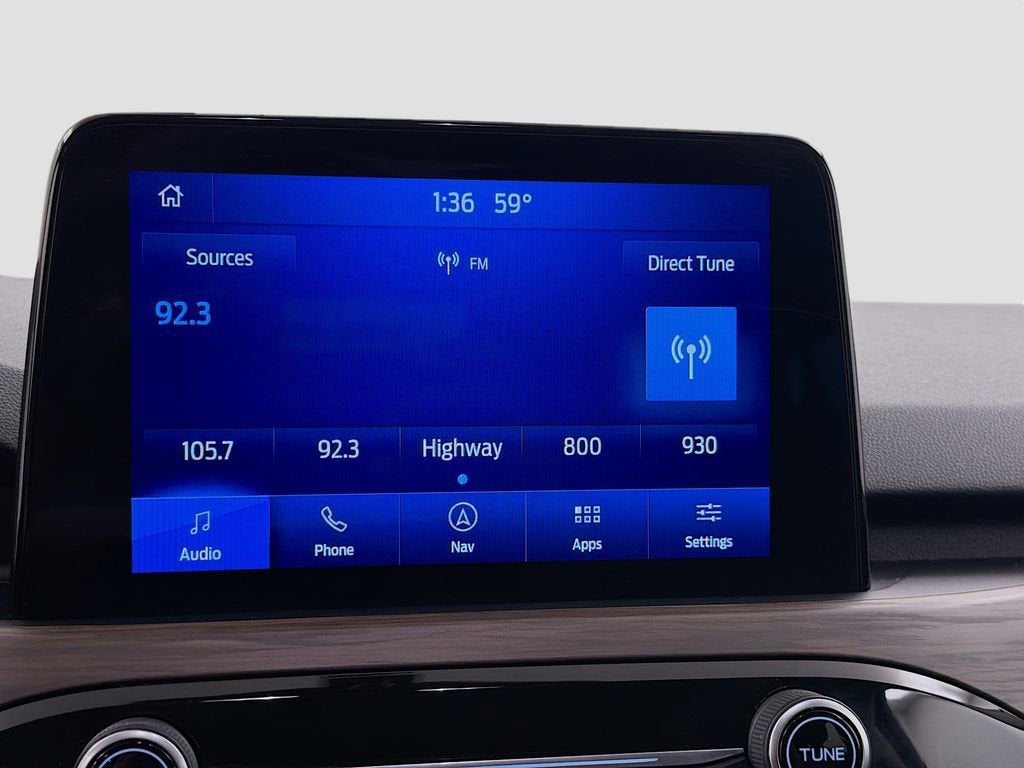 1:36 59°
Sources FM Direct Tune
92.3
105.7 92.3 Highway 800 930
Audio Phone Nav Apps Settings
TUNE